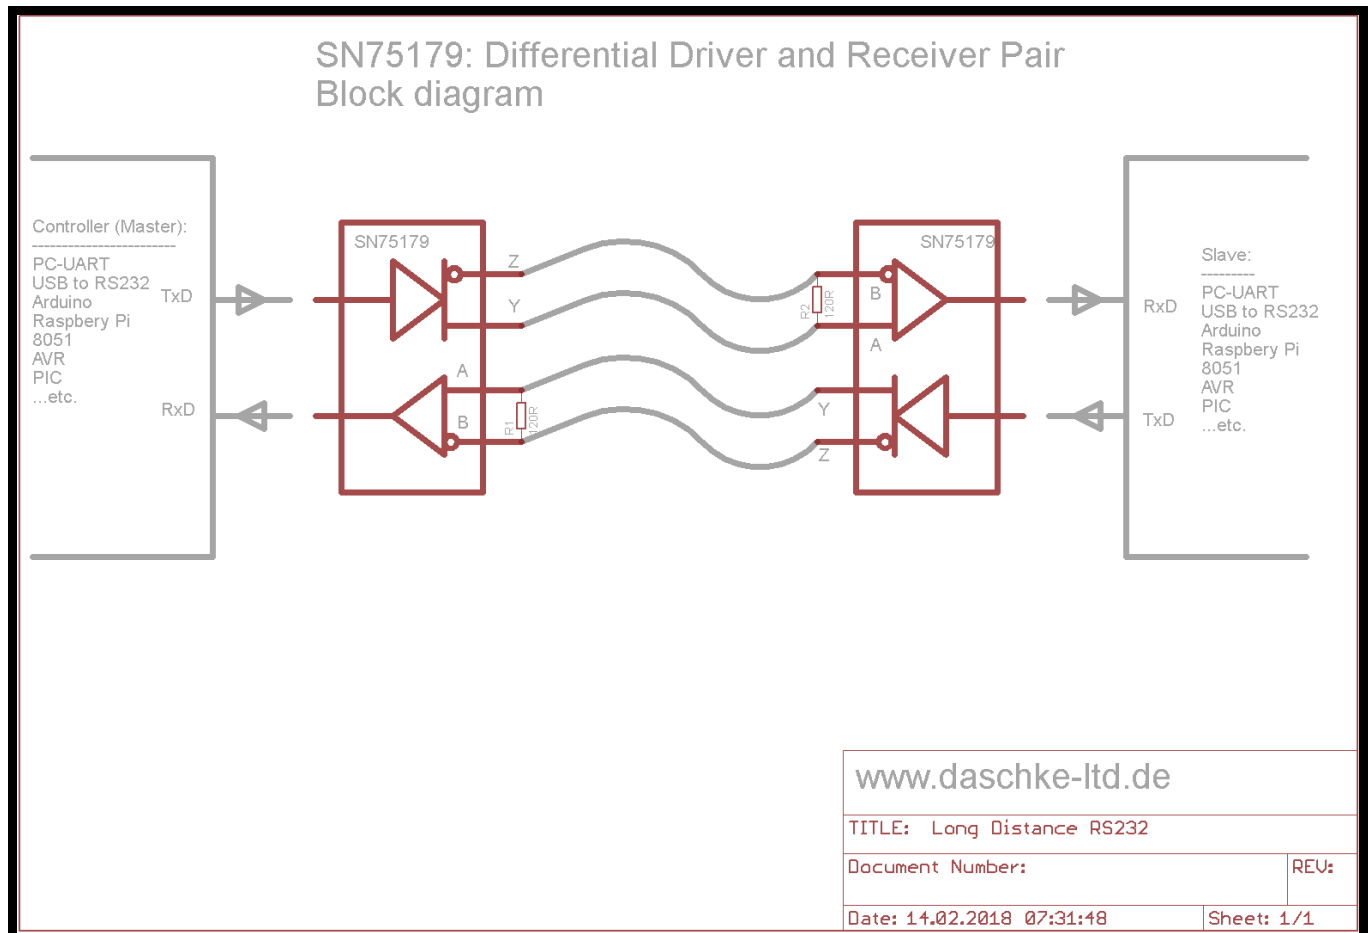 SN75179: Differential Driver and Receiver Pair
Block diagram
Controller (Master):
------------------------
PC-UART
USB to RS232
Arduino
Raspbery Pi
8051
AVR
PIC
...etc.
TxD
RxD
SN75179
Z
Y
A
B
R1
120R
R2
120R
SN75179
B
A
Y
Z
RxD
TxD
Slave:
---------
PC-UART
USB to RS232
Arduino
Raspbery Pi
8051
AVR
PIC
...etc.
www.daschke-ltd.de
TITLE: Long Distance RS232
Document Number:
REV:
Date: 14.02.2018 07:31:48
Sheet: 1/1